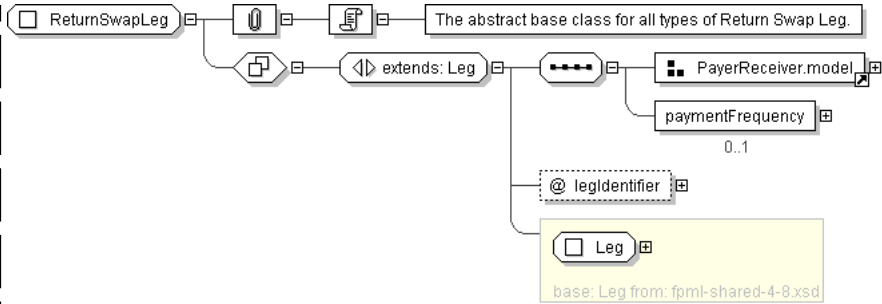 ReturnSwapLeg
The abstract base class for all types of Return Swap Leg.
extends: Leg
PayerReceiver.model
paymentFrequency
0..1
@ legIdentifier
Leg
base: Leg from: fpml-shared-4-8.xsd